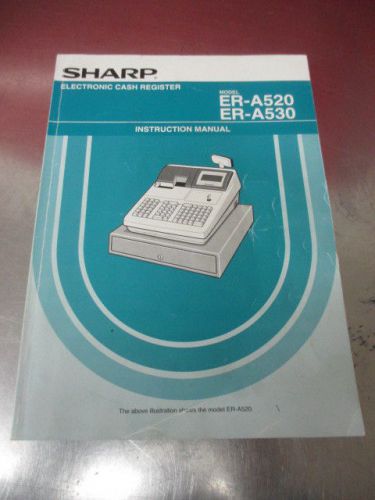 SHARP
ELECTRONIC CASH REGISTER
MODEL
ER-A520
ER-A530
INSTRUCTION MANUAL
The above illustration shows the model ER-A520.